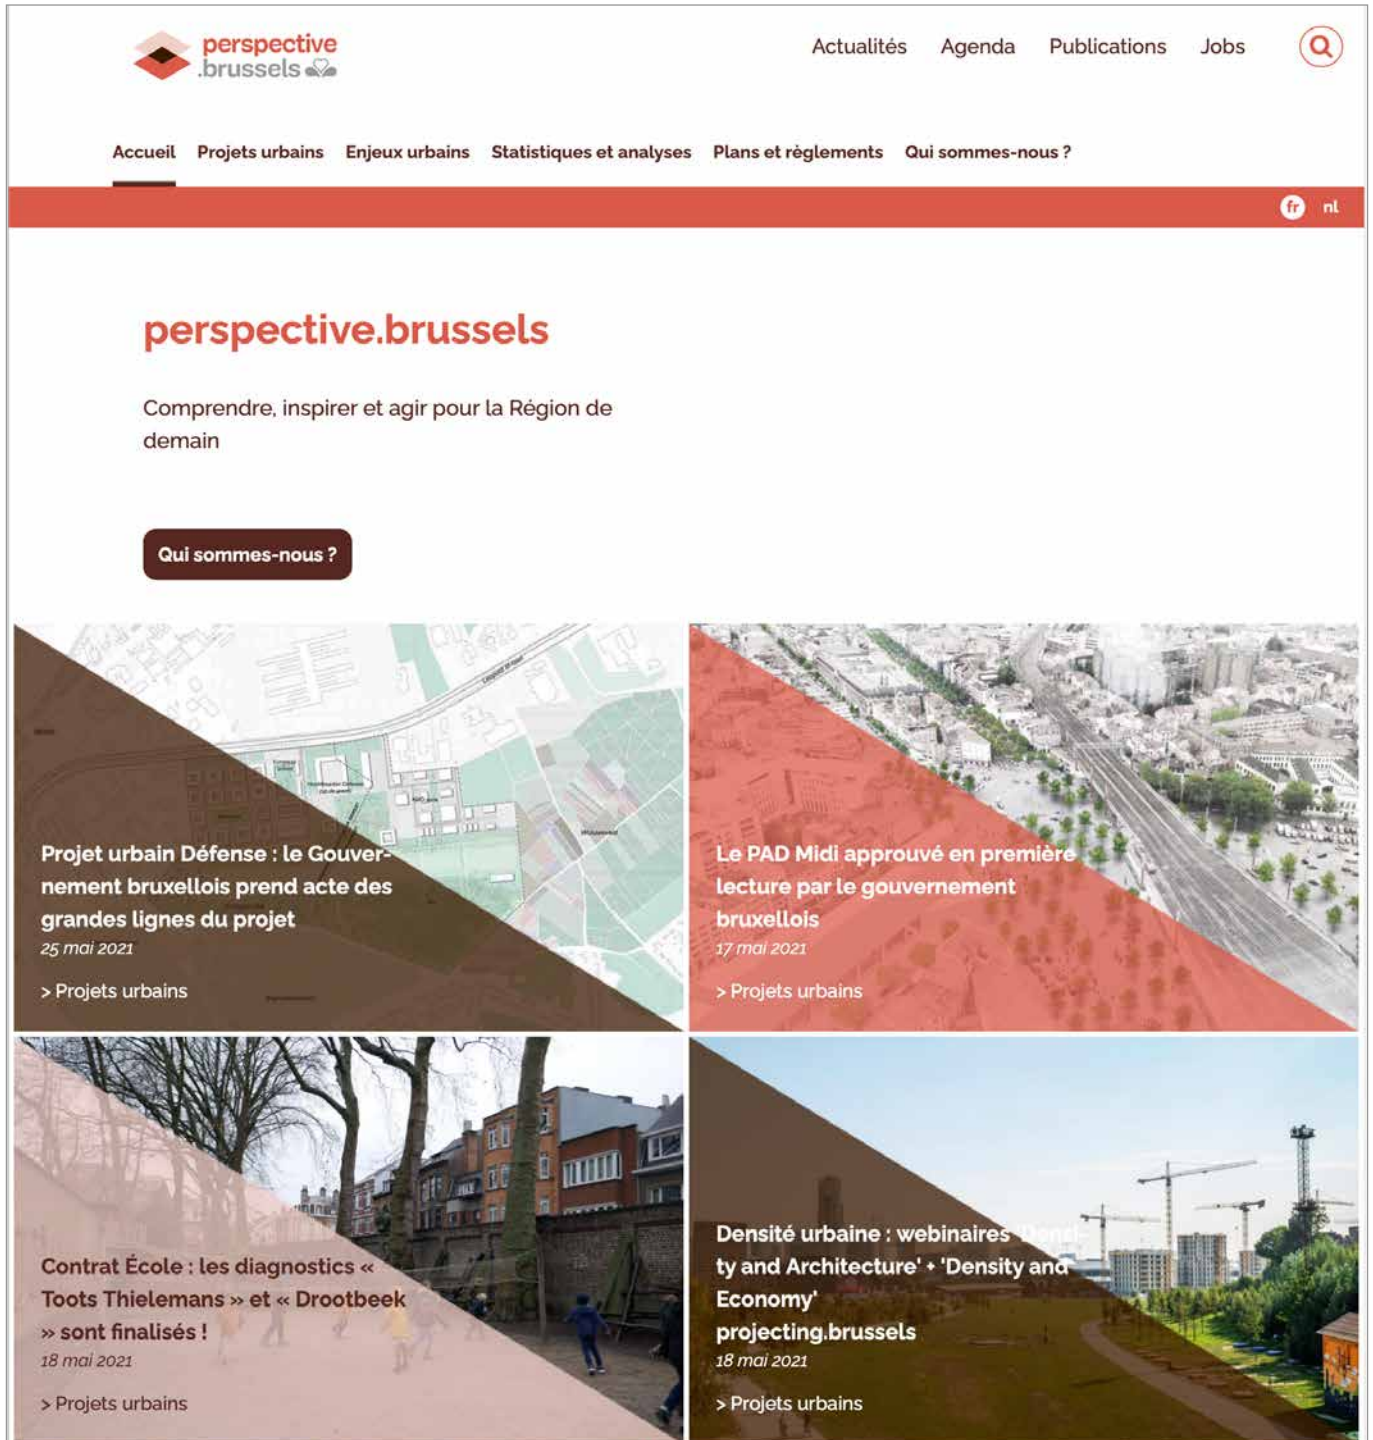 perspective
.brussels
Actualités Agenda Publications Jobs
Accueil Projets urbains Enjeux urbains Statistiques et analyses Plans et règlements Qui sommes-nous ?
fr nl
perspective.brussels
Comprendre, inspirer et agir pour la Région de
demain
Qui sommes-nous ?
Projet urbain Défense : le Gouver-
nement bruxellois prend acte des
grandes lignes du projet
25 mai 2021
> Projets urbains
Le PAD Midi approuvé en première
lecture par le gouvernement
bruxellois
17 mai 2021
> Projets urbains
Contrat École : les diagnostics «
Toots Thielemans » et « Drootbeek
» sont finalisés !
18 mai 2021
> Projets urbains
Densité urbaine : webinaires 'Densi-
ty and Architecture' + 'Density and
Economy'
projecting.brussels
18 mai 2021
> Projets urbains